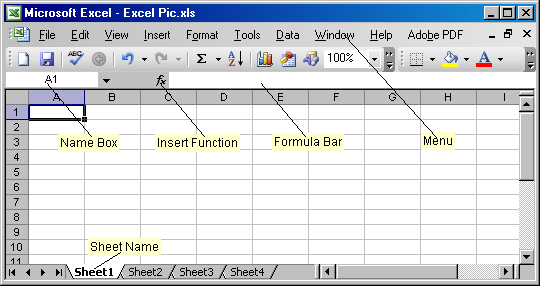 Microsoft Excel - Excel Pic.xls
File Edit View Insert Format Tools Data Window Help Adobe PDF
Σ 100%
A1 fx
A B C D E F G H I
1
2
3 Name Box Insert Function Formula Bar Menu
4
5
6
7
8
9
10 Sheet Name
11
Sheet1 Sheet2 Sheet3 Sheet4